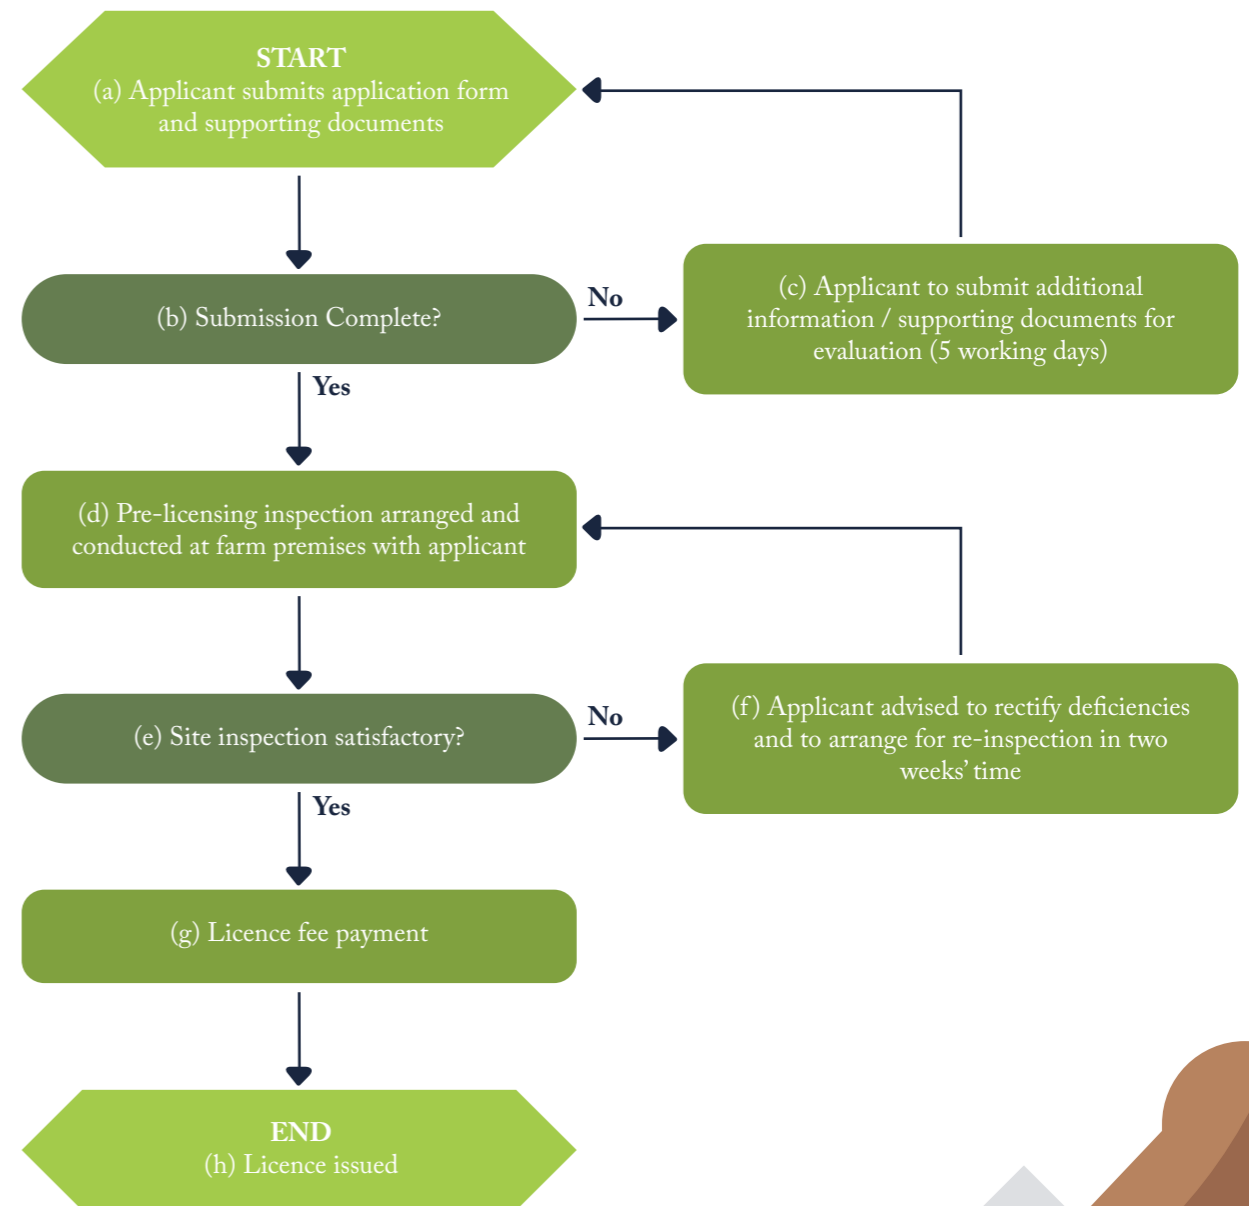 START
(a) Applicant submits application form
and supporting documents
(b) Submission Complete?
No
(c) Applicant to submit additional
information / supporting documents for
evaluation (5 working days)
Yes
(d) Pre-licensing inspection arranged and
conducted at farm premises with applicant
(e) Site inspection satisfactory?
No
(f) Applicant advised to rectify deficiencies
and to arrange for re-inspection in two
weeks’ time
Yes
(g) Licence fee payment
END
(h) Licence issued